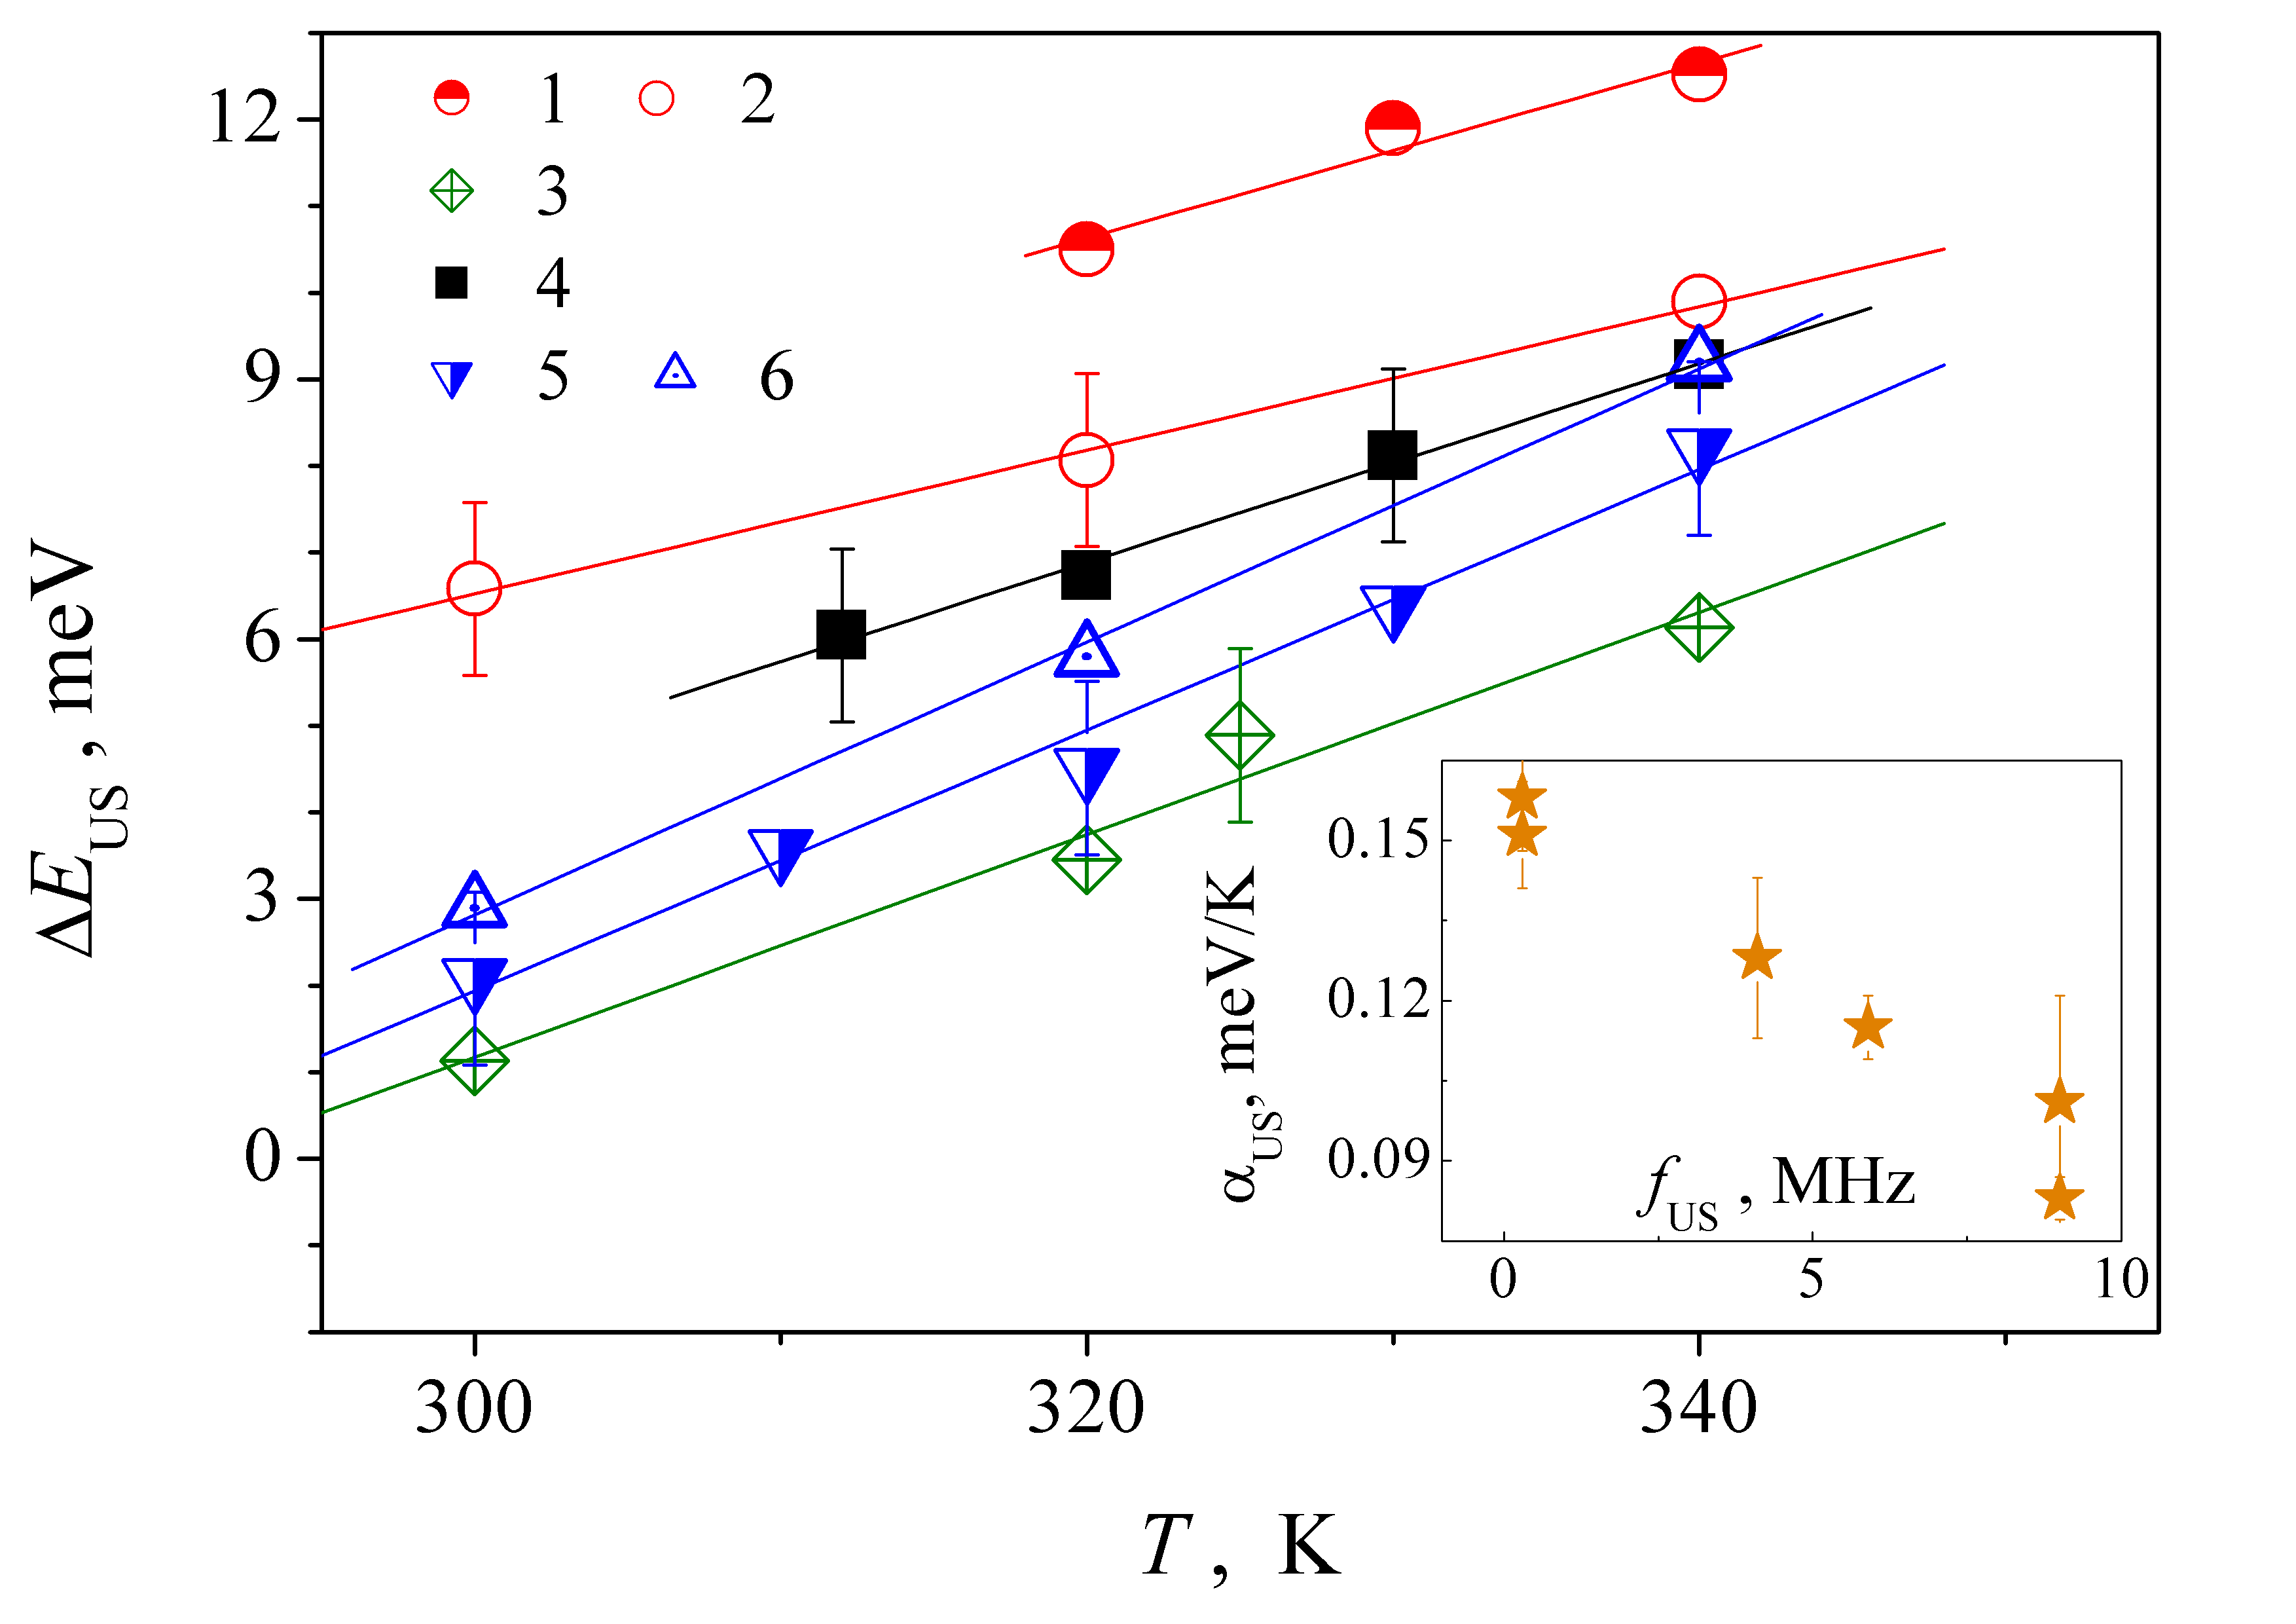 12
9
6
3
0
ΔE_US, meV
1 2
3
4
5 6
0.15
0.12
0.09
α_US, meV/K
f_US, MHz
0 5 10
300 320 340
T, K